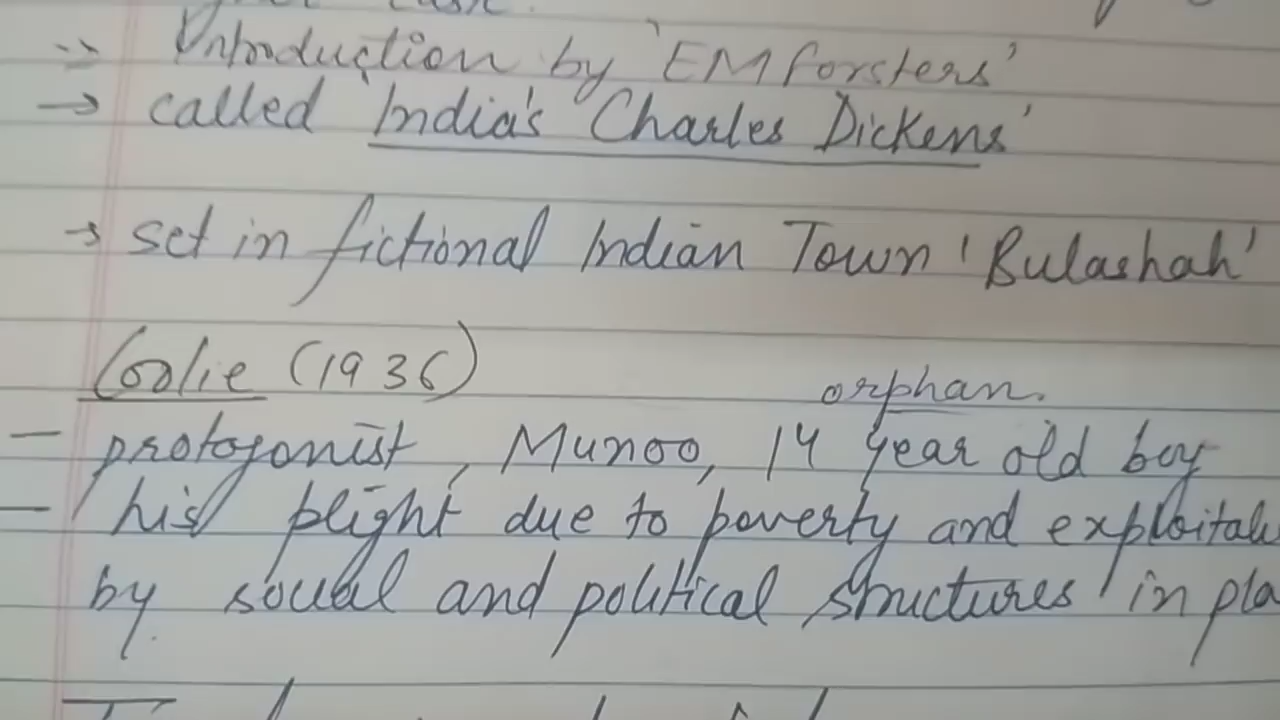 → Introduction by 'EM Forsters'
→ called 'India's Charles Dickens'
→ set in fictional Indian Town 'Bulashah'
Coolie (1936)
orphan.
— protogonist, Munoo, 14 year old boy
— his plight due to poverty and exploitat
by social and political structures in pla